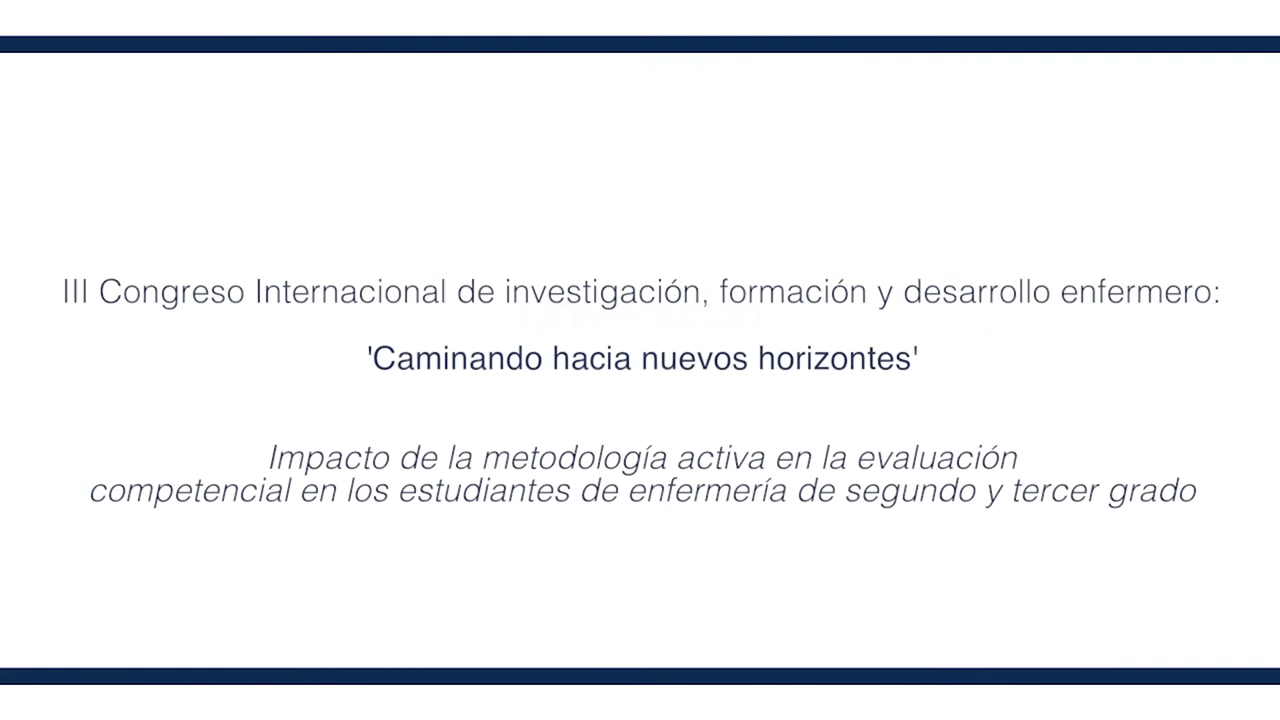 III Congreso Internacional de investigación, formación y desarrollo enfermero:
'Caminando hacia nuevos horizontes'
Impacto de la metodología activa en la evaluación
competencial en los estudiantes de enfermería de segundo y tercer grado